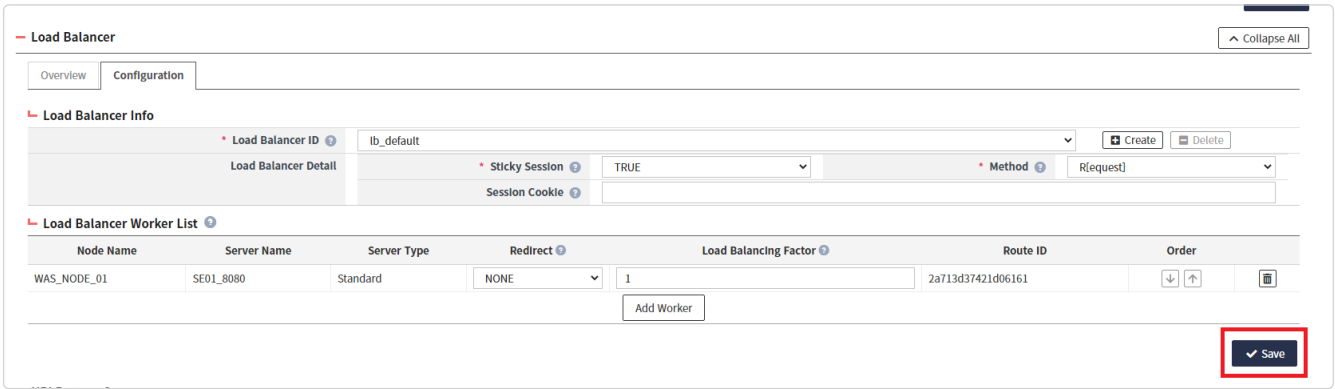 Load Balancer
Collapse All
Overview Configuration
Load Balancer Info
* Load Balancer ID ? lb_default Create Delete
Load Balancer Detail * Sticky Session ? TRUE * Method ? R[equest]
Session Cookie ?
Load Balancer Worker List ?
Node Name Server Name Server Type Redirect ? Load Balancing Factor ? Route ID Order
WAS_NODE_01 SE01_8080 Standard NONE 1 2a713d37421d06161
Add Worker
Save